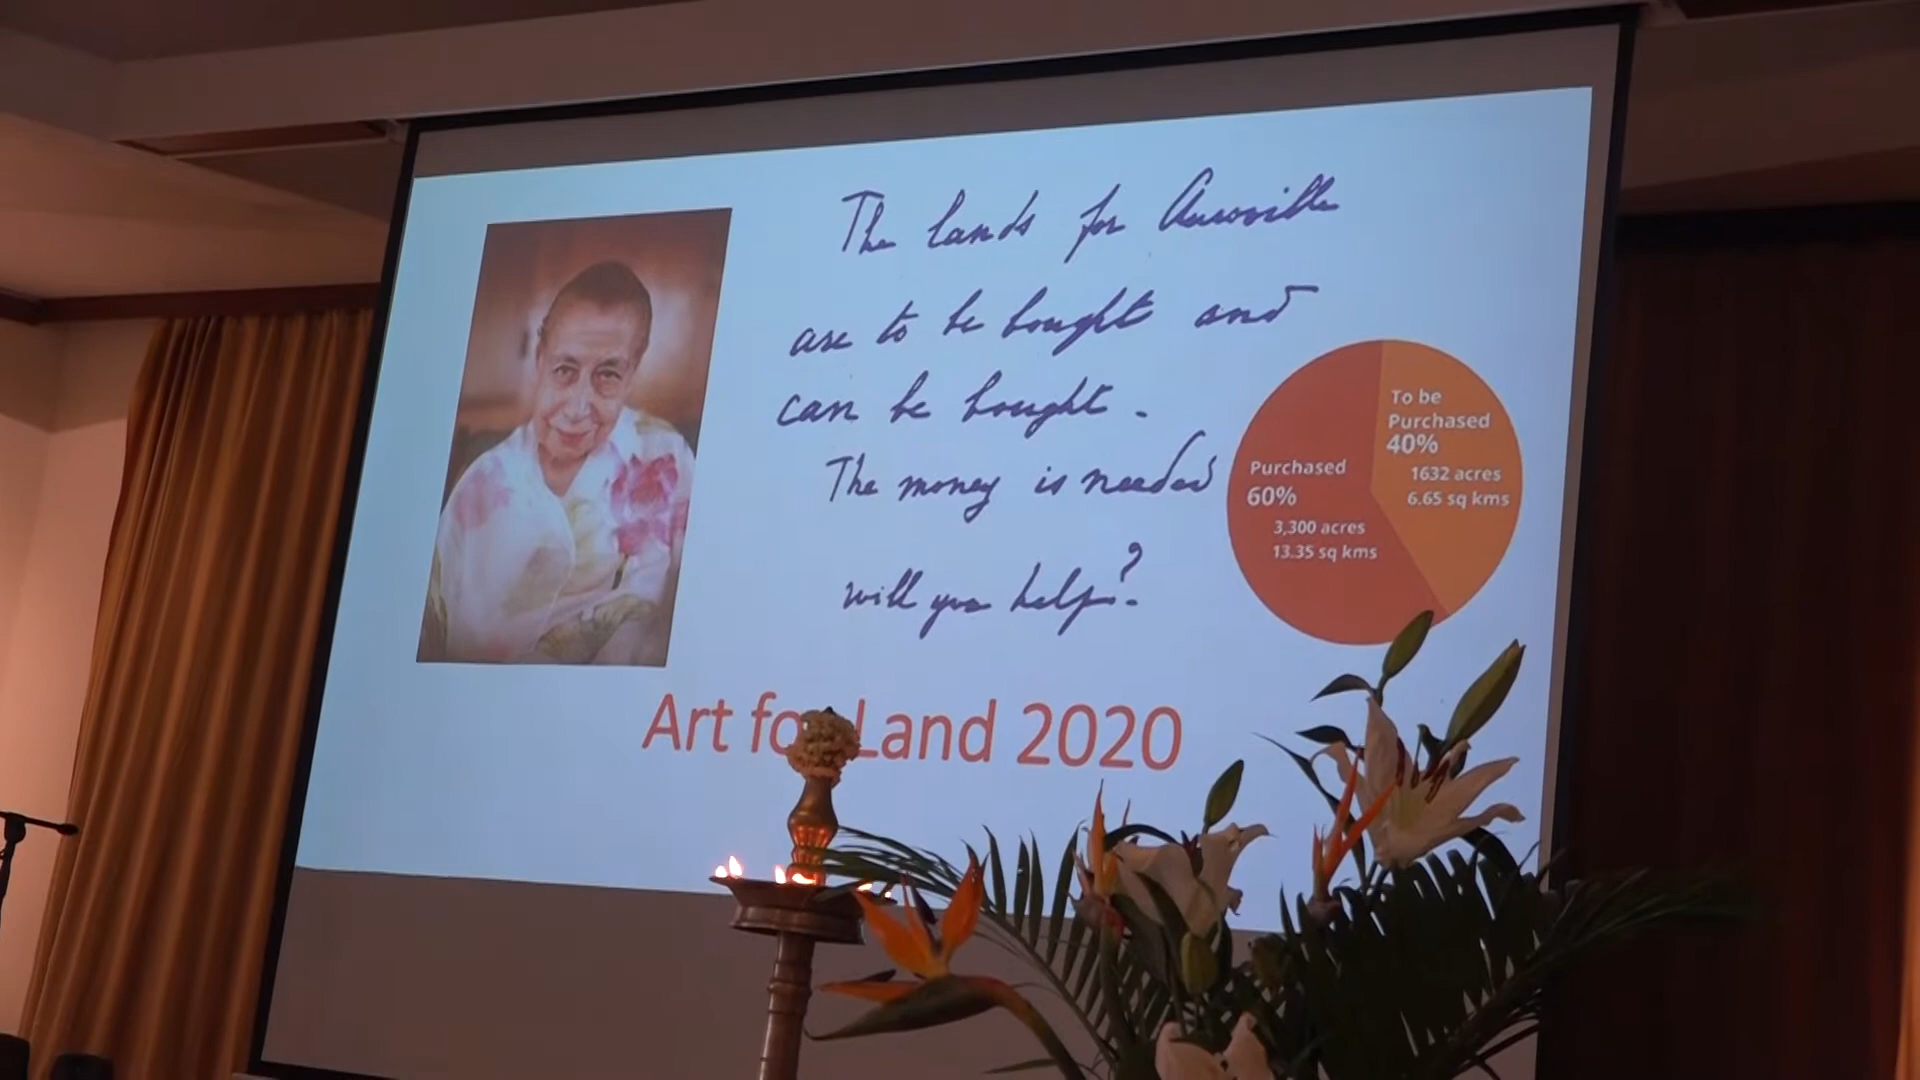 The lands for Auroville
are to be bought and
can be bought.
The money is needed
will you help?
To be
Purchased
40%
1632 acres
6.65 sq kms
Purchased
60%
3,300 acres
13.35 sq kms
Art for Land 2020